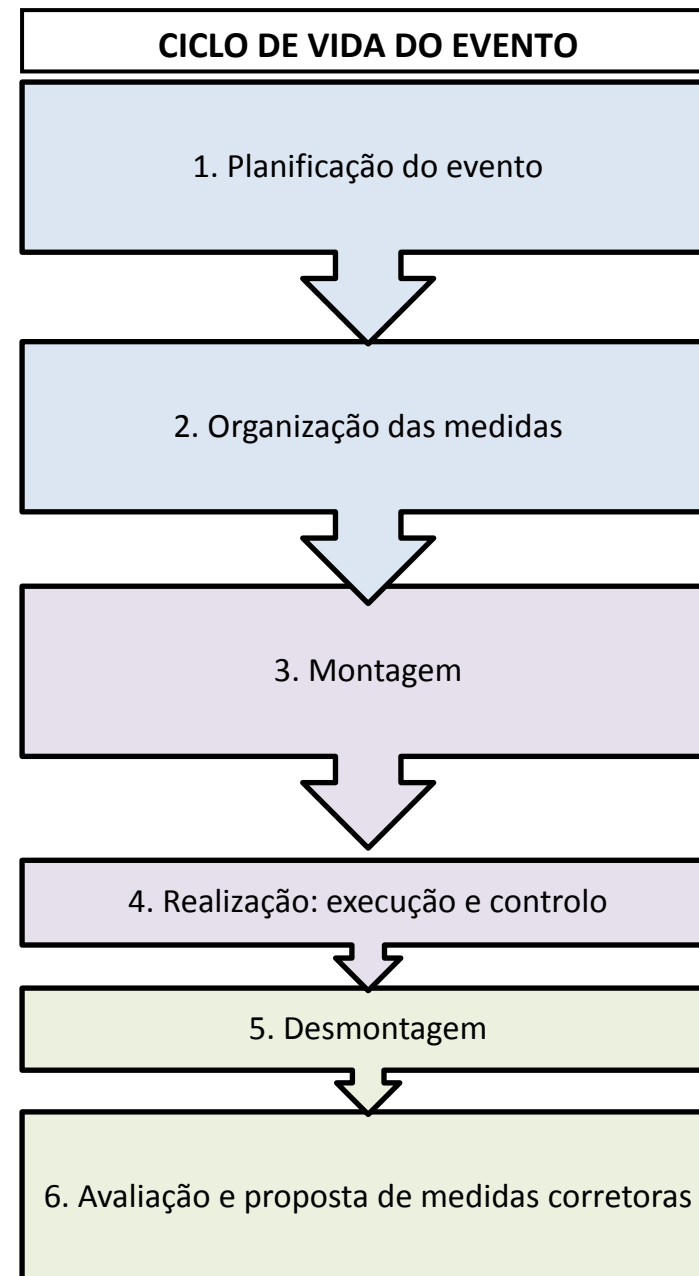 CICLO DE VIDA DO EVENTO
1. Planificação do evento
2. Organização das medidas
3. Montagem
4. Realização: execução e controlo
5. Desmontagem
6. Avaliação e proposta de medidas corretoras